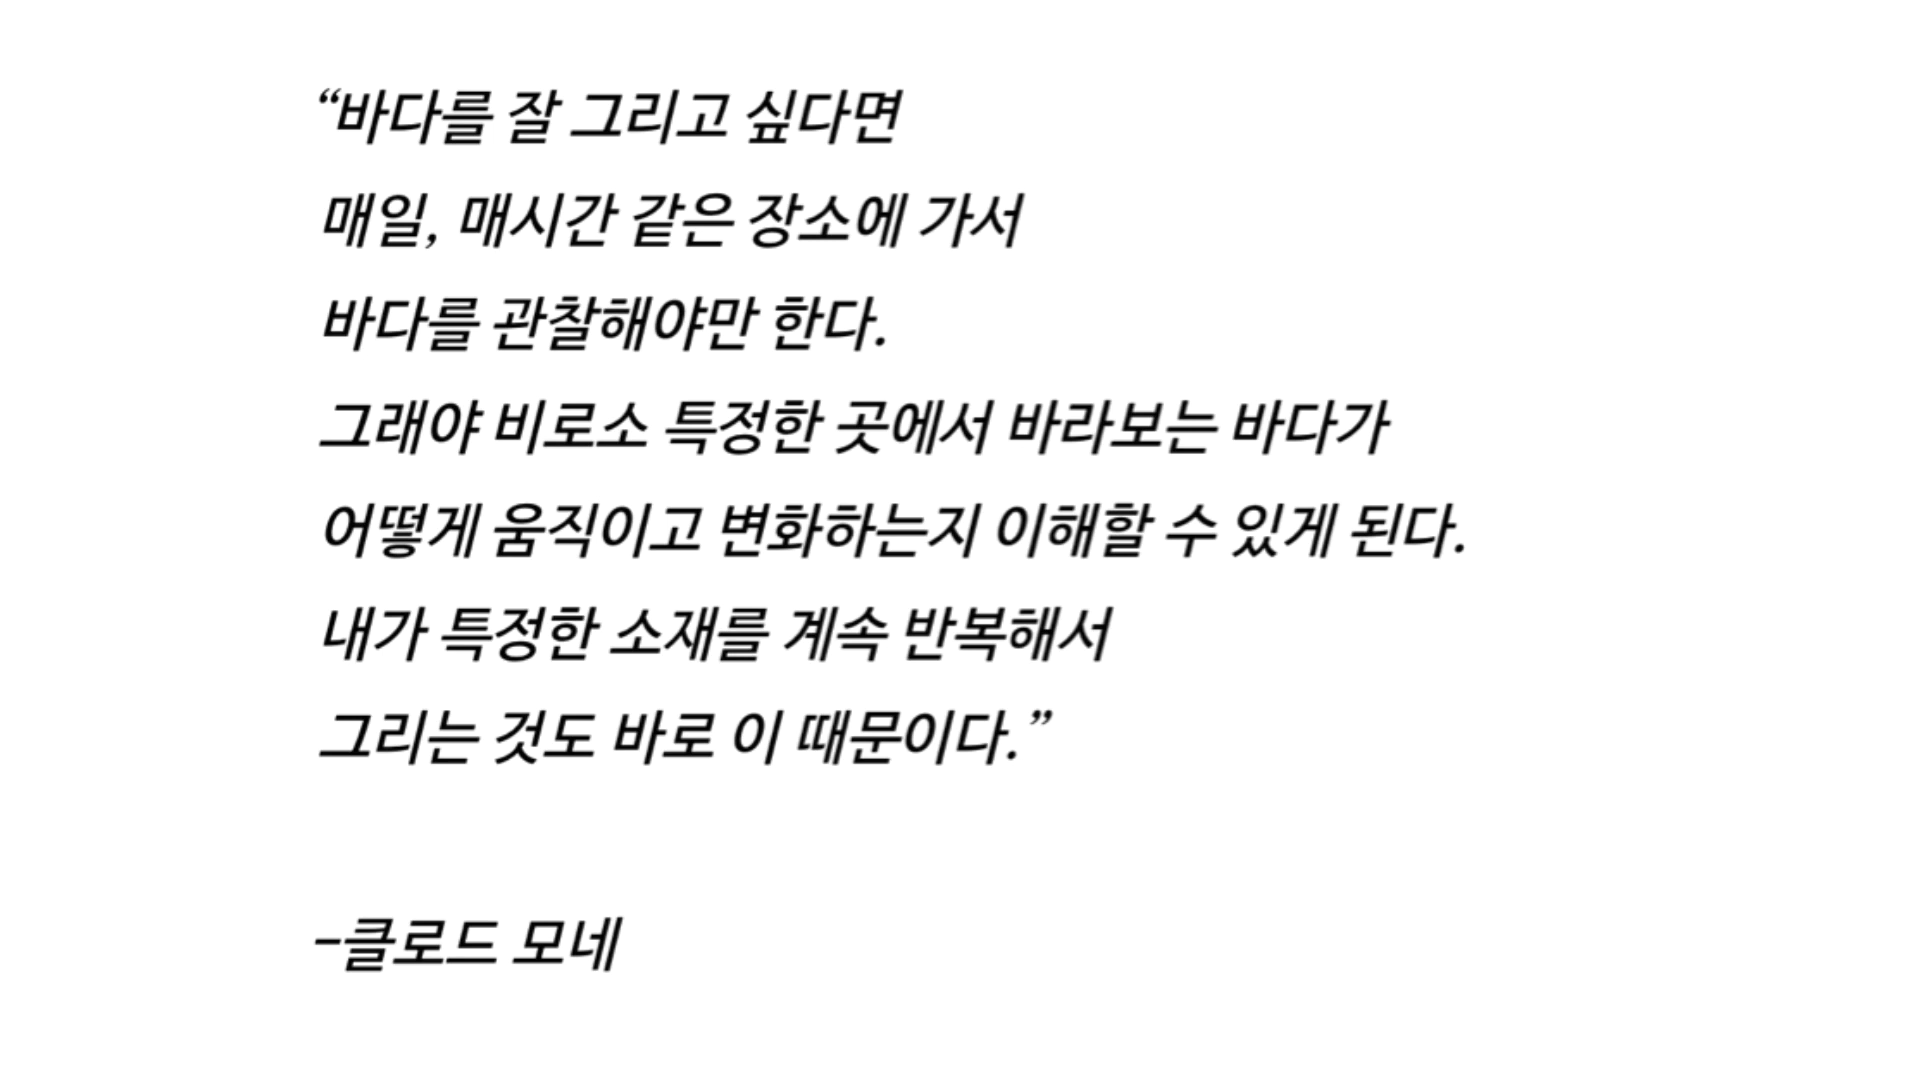 “바다를 잘 그리고 싶다면
매일, 매시간 같은 장소에 가서
바다를 관찰해야만 한다.
그래야 비로소 특정한 곳에서 바라보는 바다가
어떻게 움직이고 변화하는지 이해할 수 있게 된다.
내가 특정한 소재를 계속 반복해서
그리는 것도 바로 이 때문이다.”
-클로드 모네